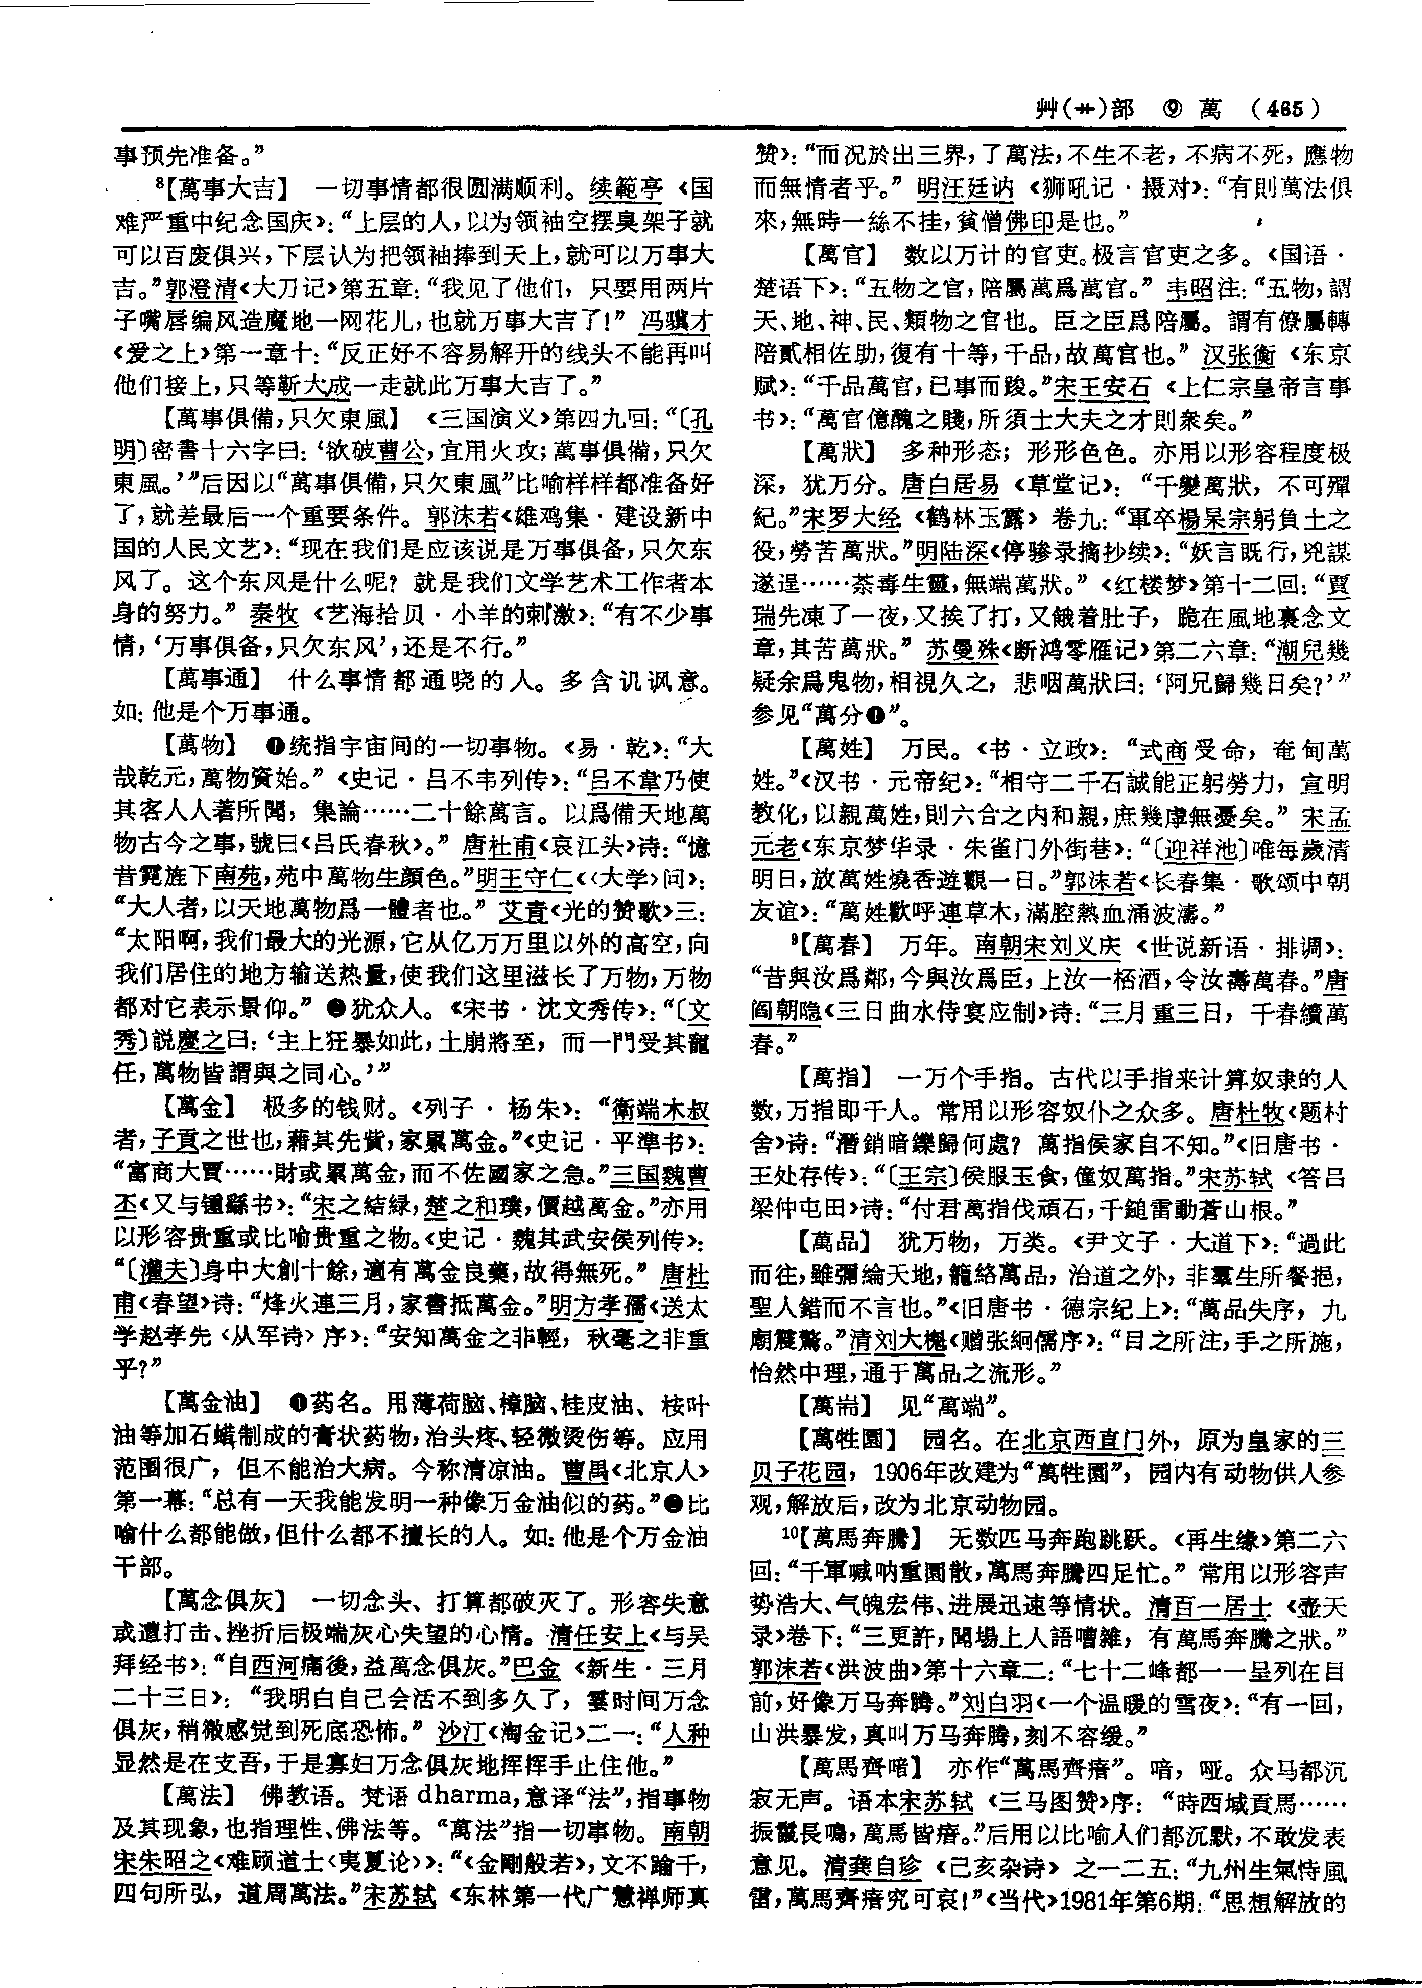 艸(艹)部 ⑨ 萬 (465)
事预先准备。”
⁸【萬事大吉】 一切事情都很圆满顺利。续範亭《国
难严重中纪念国庆》：“上层的人，以为领袖空摆臭架子就
可以百废俱兴，下层认为把领袖捧到天上，就可以万事大
吉。”郭澄清《大刀记》第五章：“我见了他们， 只要用两片
子嘴唇编风造魔地一网花儿，也就万事大吉了！” 冯骥才
《爱之上》第一章十：“反正好不容易解开的线头不能再叫
他们接上，只等靳大成一走就此万事大吉了。”
【萬事俱備，只欠東風】 《三国演义》第四九回：“〔孔
明〕密書十六字曰：‘欲破曹公，宜用火攻；萬事俱備，只欠
東風。’”后因以“萬事俱備，只欠東風”比喻样样都准备好
了，就差最后一个重要条件。 郭沫若《雄鸡集·建设新中
国的人民文艺》：“现在我们是应该说是万事俱备，只欠东
风了。 这个东风是什么呢？ 就是我们文学艺术工作者本
身的努力。” 秦牧 《艺海拾贝·小羊的刺激》：“有不少事
情，‘万事俱备，只欠东风’，还是不行。”
【萬事通】 什么事情都通晓的人。多含讥讽意。
如：他是个万事通。
【萬物】 ❶统指宇宙间的一切事物。《易·乾》：“大
哉乾元，萬物資始。” 《史记·吕不韦列传》：“吕不韋乃使
其客人人著所聞， 集論……二十餘萬言。 以爲備天地萬
物古今之事，號曰《吕氏春秋》。” 唐杜甫《哀江头》诗：“憶
昔霓旌下南苑，苑中萬物生顔色。”明王守仁《〈大学〉问》：
“大人者，以天地萬物爲一體者也。” 艾青《光的赞歌》三：
“太阳啊，我们最大的光源，它从亿万万里以外的高空，向
我们居住的地方输送热量，使我们这里滋长了万物，万物
都对它表示景仰。” ❷犹众人。《宋书·沈文秀传》：“〔文
秀〕説慶之曰：‘主上狂暴如此，土崩將至， 而一門受其寵
任，萬物皆謂與之同心。’”
【萬金】 极多的钱财。《列子·杨朱》：“衛端木叔
者，子貢之世也，藉其先貲，家累萬金。”《史记·平準书》：
“富商大賈……財或累萬金，而不佐國家之急。”三国魏曹
丕《又与锺繇书》：“宋之結緑，楚之和璞，價越萬金。”亦用
以形容贵重或比喻贵重之物。《史记·魏其武安侯列传》：
“〔灌夫〕身中大創十餘，適有萬金良藥，故得無死。” 唐杜
甫《春望》诗：“烽火連三月，家書抵萬金。”明方孝孺《送太
学赵孝先〈从军诗〉序》：“安知萬金之非輕， 秋毫之非重
乎？”
【萬金油】 ❶药名。用薄荷脑、樟脑、桂皮油、桉叶
油等加石蜡制成的膏状药物，治头疼、轻微烫伤等。应用
范围很广， 但不能治大病。今称清凉油。曹禺《北京人》
第一幕：“总有一天我能发明一种像万金油似的药。”❷比
喻什么都能做，但什么都不擅长的人。如：他是个万金油
干部。
【萬念俱灰】 一切念头、打算都破灭了。形容失意
或遭打击、挫折后极端灰心失望的心情。清任安上《与吴
拜经书》：“自西河痛後，益萬念俱灰。”巴金 《新生·三月
二十三日》：“我明白自己会活不到多久了， 霎时间万念
俱灰，稍微感觉到死底恐怖。” 沙汀《淘金记》二一：“人种
显然是在支吾，于是寡妇万念俱灰地挥挥手止住他。”
【萬法】 佛教语。梵语dharma，意译“法”，指事物
及其现象，也指理性、佛法等。“萬法”指一切事物。南朝
宋朱昭之《难顾道士〈夷夏论〉》：“《金剛般若》，文不踰千，
四句所弘， 道周萬法。”宋苏轼 《东林第一代广慧禅师真
赞》：“而况於出三界，了萬法，不生不老， 不病不死， 應物
而無情者乎。” 明汪廷讷 《狮吼记·摄对》：“有則萬法俱
來，無時一絲不挂，貧僧佛印是也。”
【萬官】 数以万计的官吏。极言官吏之多。《国语·
楚语下》：“五物之官，陪屬萬爲萬官。” 韦昭注：“五物，謂
天、地、神、民、類物之官也。臣之臣爲陪屬。謂有僚屬轉
陪貳相佐助，復有十等，千品，故萬官也。” 汉张衡 《东京
赋》：“千品萬官，已事而踆。”宋王安石 《上仁宗皇帝言事
书》：“萬官億醜之賤，所須士大夫之才則衆矣。”
【萬狀】 多种形态；形形色色。亦用以形容程度极
深，犹万分。唐白居易《草堂记》：“千變萬狀，不可殫
紀。”宋罗大经 《鹤林玉露》 卷九：“軍卒楊杲宗躬負土之
役，勞苦萬狀。”明陆深《停骖录摘抄续》：“妖言既行，兇謀
遂逞……荼毒生靈，無端萬狀。” 《红楼梦》第十二回：“賈
瑞先凍了一夜，又挨了打，又餓着肚子， 跪在風地裏念文
章，其苦萬狀。” 苏曼殊《断鸿零雁记》第二六章：“潮兒幾
疑余爲鬼物，相視久之， 悲咽萬狀曰：‘阿兄歸幾日矣？’”
参见“萬分❶”。
【萬姓】 万民。《书·立政》：“式商受命，奄甸萬
姓。”《汉书·元帝纪》：“相守二千石誠能正躬勞力， 宣明
教化，以親萬姓，則六合之内和親，庶幾虖無憂矣。” 宋孟
元老《东京梦华录·朱雀门外街巷》：“〔迎祥池〕唯每歲清
明日，放萬姓燒香遊觀一日。”郭沫若《长春集·歌颂中朝
友谊》：“萬姓歡呼連草木，滿腔熱血涌波濤。”
⁹【萬春】 万年。南朝宋刘义庆《世说新语·排调》：
“昔與汝爲鄰，今與汝爲臣，上汝一桮酒，令汝壽萬春。”唐
阎朝隐《三日曲水侍宴应制》诗：“三月重三日， 千春續萬
春。”
【萬指】 一万个手指。古代以手指来计算奴隶的人
数，万指即千人。常用以形容奴仆之众多。唐杜牧《题村
舍》诗：“潛銷暗鑠歸何處？ 萬指侯家自不知。”《旧唐书·
王处存传》：“〔王宗〕侯服玉食，僮奴萬指。”宋苏轼 《答吕
梁仲屯田》诗：“付君萬指伐頑石，千鎚雷動蒼山根。”
【萬品】 犹万物，万类。《尹文子·大道下》：“過此
而往，雖彌綸天地，籠絡萬品，治道之外，非羣生所餐挹，
聖人錯而不言也。”《旧唐书·德宗纪上》：“萬品失序， 九
廟震驚。”清刘大櫆《赠张絅儒序》：“目之所注，手之所施，
怡然中理，通于萬品之流形。”
【萬耑】 见“萬端”。
【萬牲園】 园名。在北京西直门外， 原为皇家的三
贝子花园， 1906年改建为“萬牲園”， 园内有动物供人参
观，解放后，改为北京动物园。
¹⁰【萬馬奔騰】 无数匹马奔跑跳跃。《再生缘》第二六
回：“千軍喊呐重圍散，萬馬奔騰四足忙。” 常用以形容声
势浩大、气魄宏伟、进展迅速等情状。清百一居士 《壶天
录》卷下：“三更許，聞場上人語嘈雜， 有萬馬奔騰之狀。”
郭沫若《洪波曲》第十六章二：“七十二峰都一一呈列在目
前，好像万马奔腾。”刘白羽《一个温暖的雪夜》：“有一回，
山洪暴发，真叫万马奔腾，刻不容缓。”
【萬馬齊喑】 亦作“萬馬齊瘖”。喑，哑。众马都沉
寂无声。语本宋苏轼《三马图赞》序：“時西域貢馬……
振鬣長鳴，萬馬皆瘖。”后用以比喻人们都沉默，不敢发表
意见。清龚自珍 《己亥杂诗》 之一二五：“九州生氣恃風
雷，萬馬齊瘖究可哀！”《当代》1981年第6期：“思想解放的